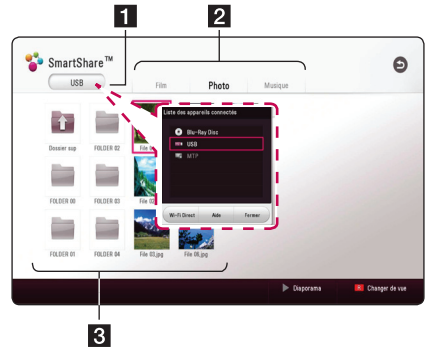 1
2
SmartShare™
USB
Film
Photo
Musique
Liste des appareils connectés
Blu-Ray Disc
USB
MTP
Wi-Fi Direct
Aide
Fermer
Dossier sup
FOLDER 02
FOLDER 00
FOLDER 03
File 02
FOLDER 01
FOLDER 04
File 03.jpg
File 05.jpg
Diaporama
Changer de vue
3